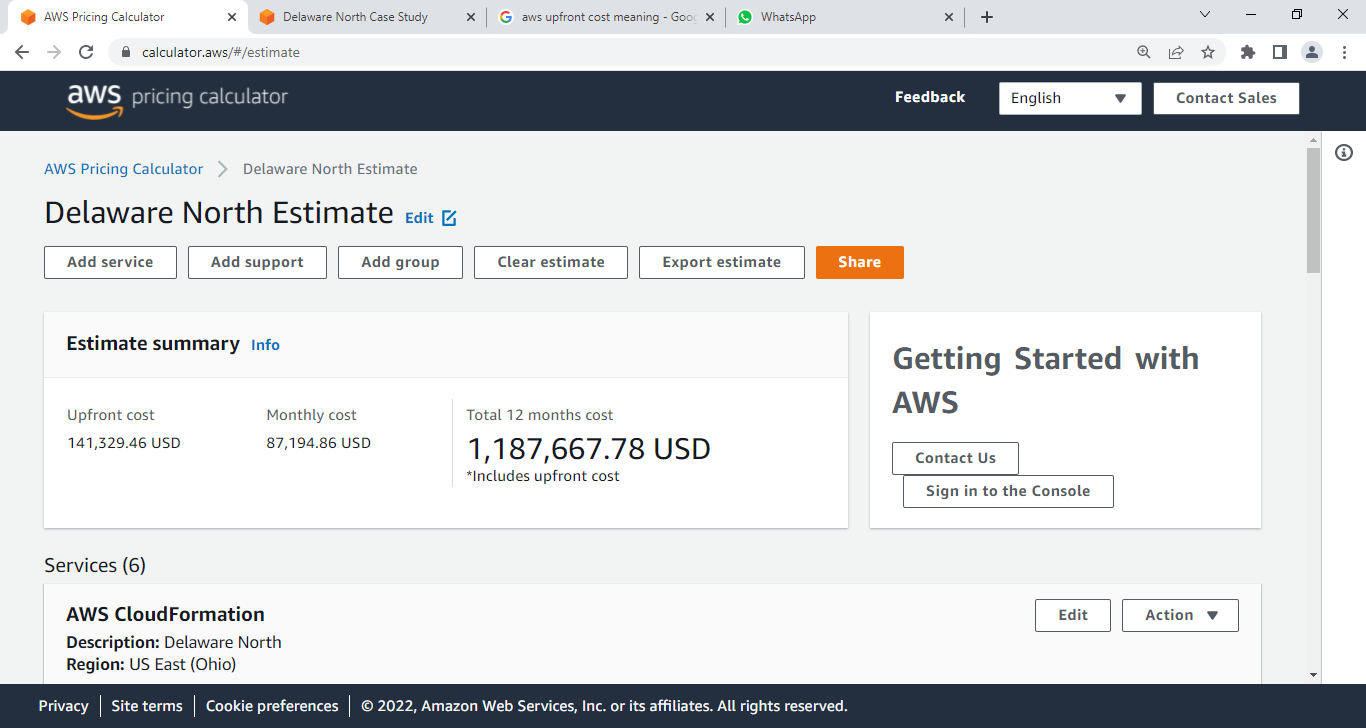 AWS Pricing Calculator
Delaware North Case Study
aws upfront cost meaning - Goo
WhatsApp
calculator.aws/#/estimate
aws pricing calculator
Feedback
English
Contact Sales
AWS Pricing Calculator
Delaware North Estimate
Delaware North Estimate Edit
Add service
Add support
Add group
Clear estimate
Export estimate
Share
Estimate summary Info
Upfront cost
141,329.46 USD
Monthly cost
87,194.86 USD
Total 12 months cost
1,187,667.78 USD
*Includes upfront cost
Getting Started with
AWS
Contact Us
Sign in to the Console
Services (6)
AWS CloudFormation
Edit
Action
Description: Delaware North
Region: US East (Ohio)
Privacy
Site terms
Cookie preferences
© 2022, Amazon Web Services, Inc. or its affiliates. All rights reserved.